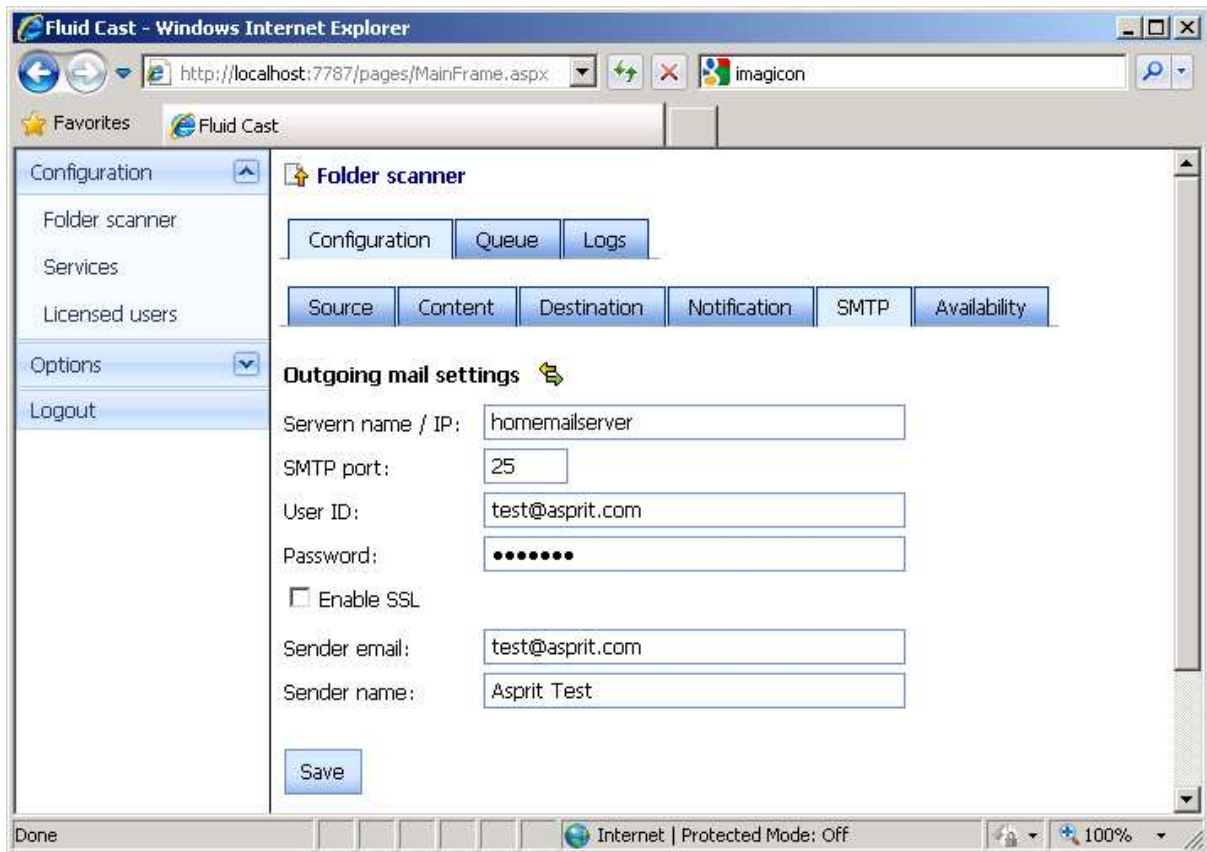 Fluid Cast - Windows Internet Explorer
http://localhost:7787/pages/MainFrame.aspx imagicon
Favorites Fluid Cast
Configuration
Folder scanner
Services
Licensed users
Options
Logout
Folder scanner
Configuration Queue Logs
Source Content Destination Notification SMTP Availability
Outgoing mail settings
Servern name / IP: homemailserver
SMTP port: 25
User ID: test@asprit.com
Password: •••••••
Enable SSL
Sender email: test@asprit.com
Sender name: Asprit Test
Save
Done Internet | Protected Mode: Off 100%